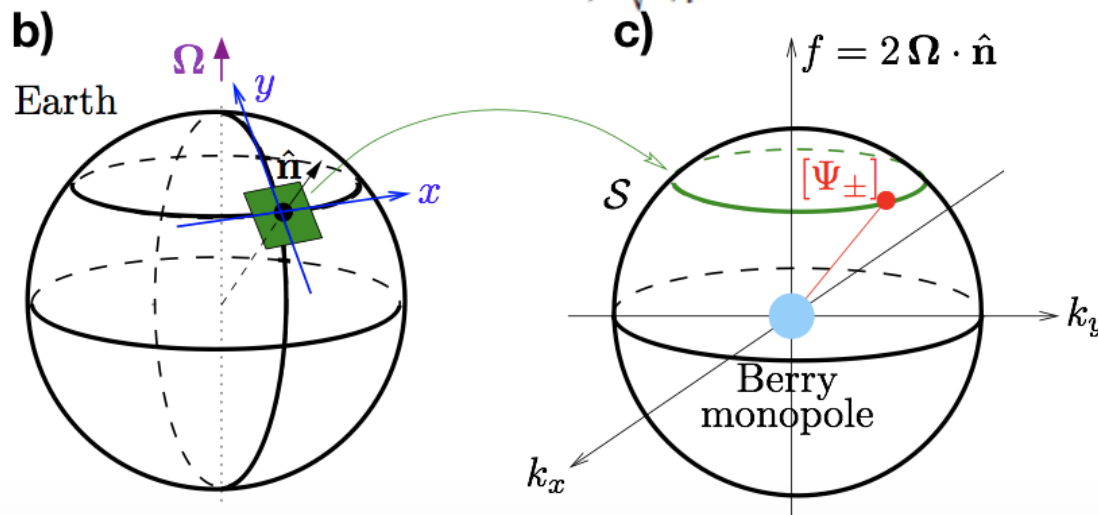 b)
Ω
y
Earth
n̂
x
c)
f = 2 Ω · n̂
S
[Ψ±]
k_y
Berry
monopole
k_x